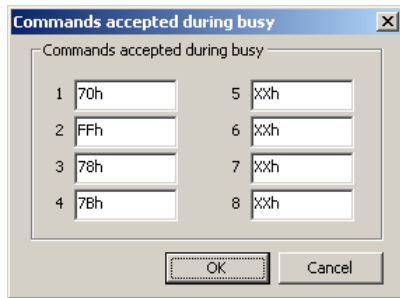 Commands accepted during busy
Commands accepted during busy
1 70h 5 XXh
2 FFh 6 XXh
3 78h 7 XXh
4 7Bh 8 XXh
OK Cancel